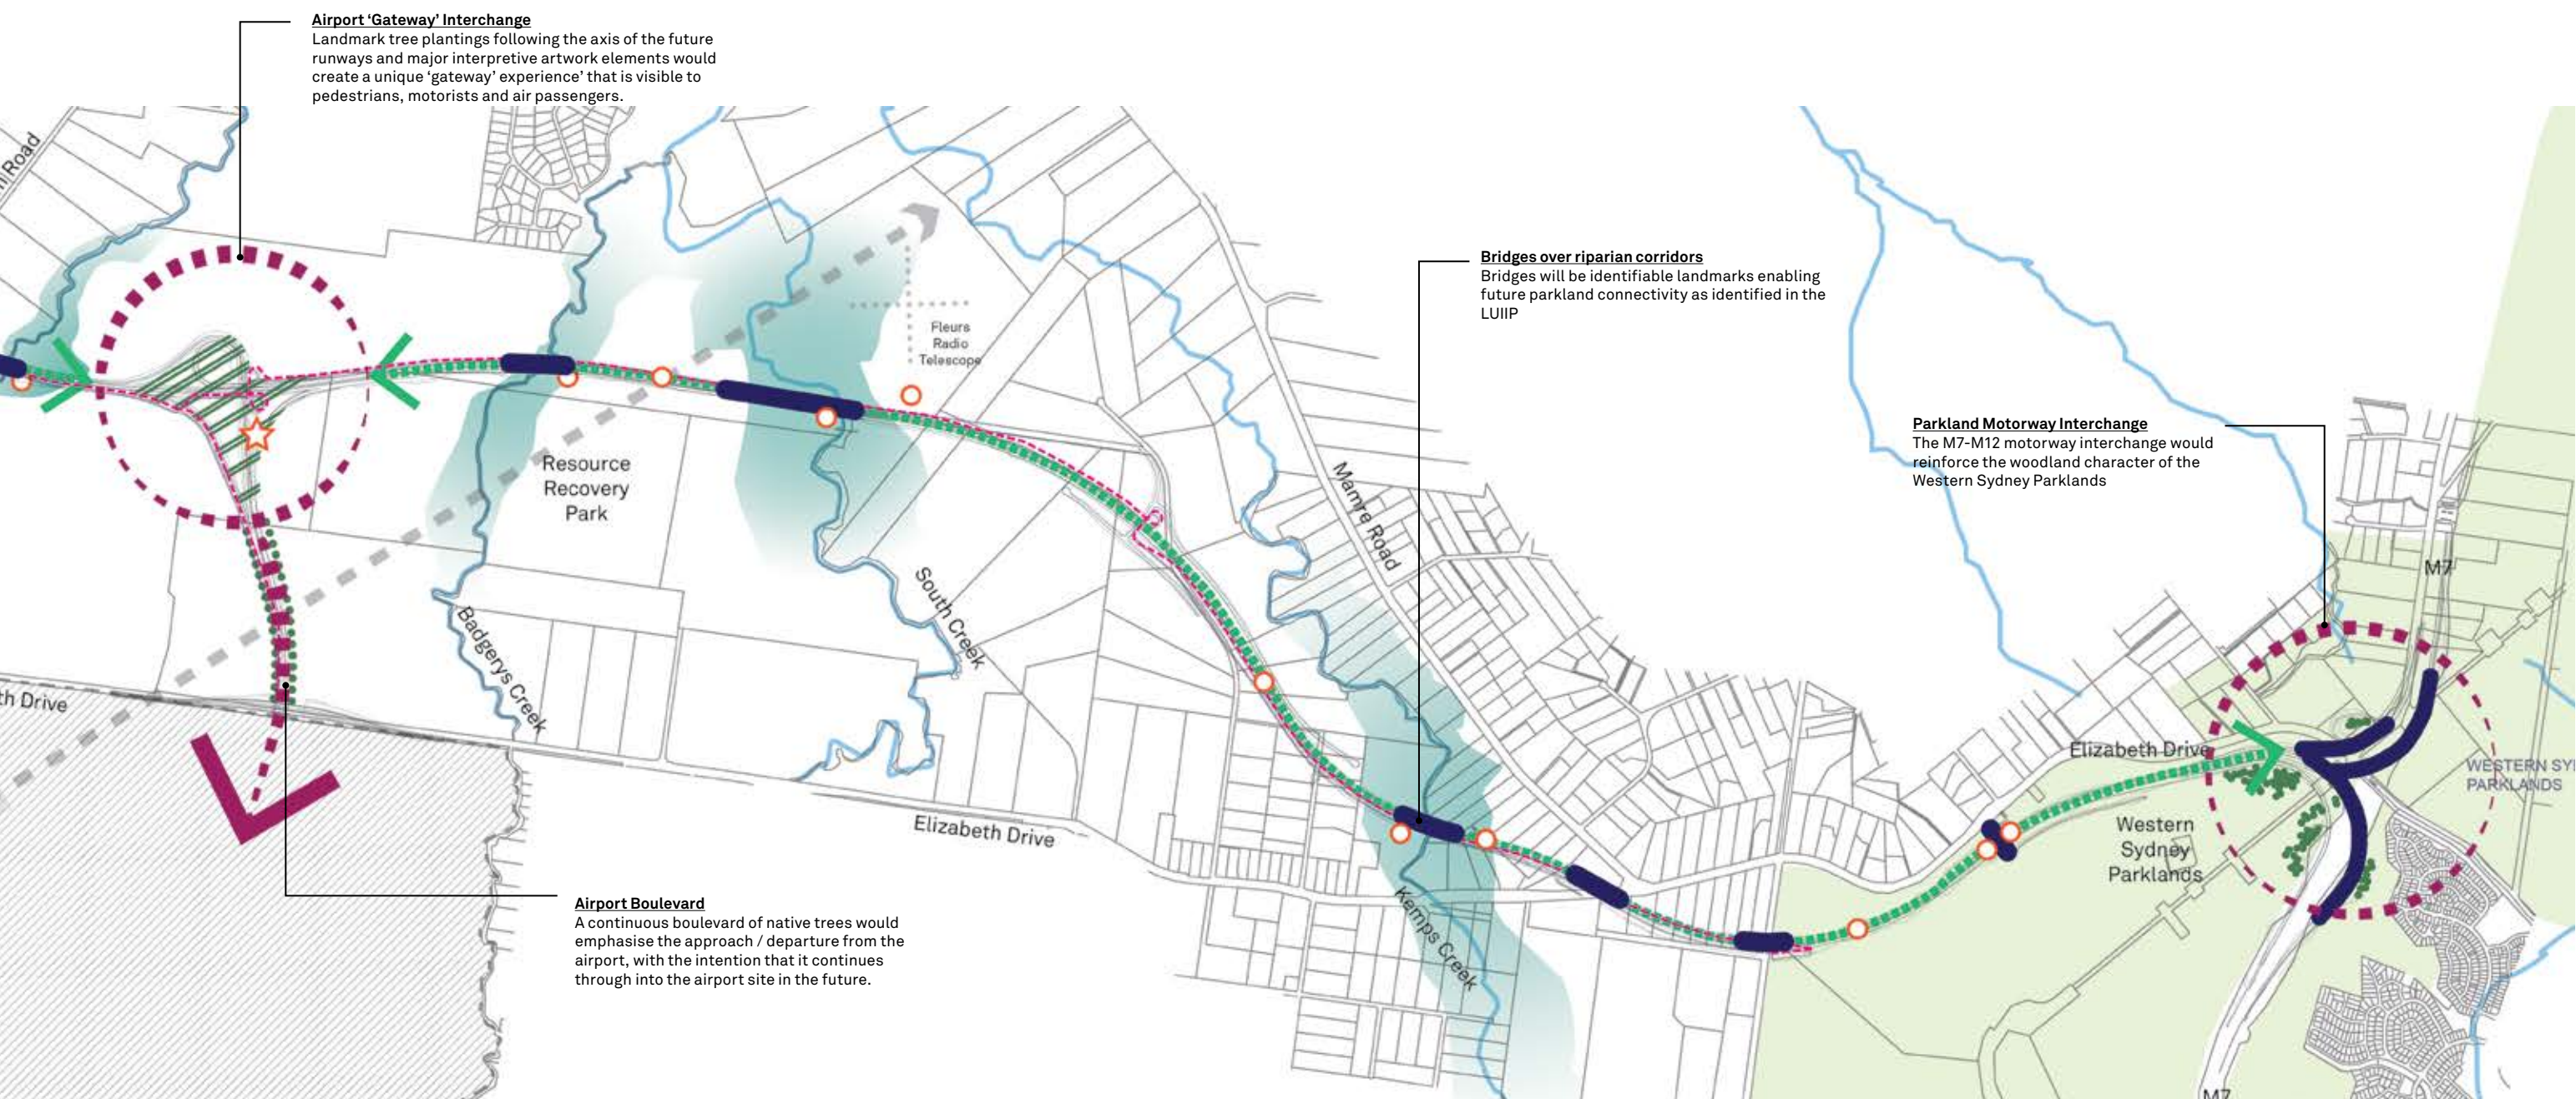 Airport ‘Gateway’ Interchange
Landmark tree plantings following the axis of the future
runways and major interpretive artwork elements would
create a unique ‘gateway’ experience’ that is visible to
pedestrians, motorists and air passengers.
Road
Fleurs
Radio
Telescope
Bridges over riparian corridors
Bridges will be identifiable landmarks enabling
future parkland connectivity as identified in the
LUIIP
Parkland Motorway Interchange
The M7-M12 motorway interchange would
reinforce the woodland character of the
Western Sydney Parklands
Resource
Recovery
Park
Mamre Road
M7
South Creek
Badgerys Creek
th Drive
Elizabeth Drive
Elizabeth Drive
WESTERN SY
PARKLANDS
Western
Sydney
Parklands
Kemps Creek
Airport Boulevard
A continuous boulevard of native trees would
emphasise the approach / departure from the
airport, with the intention that it continues
through into the airport site in the future.
M7